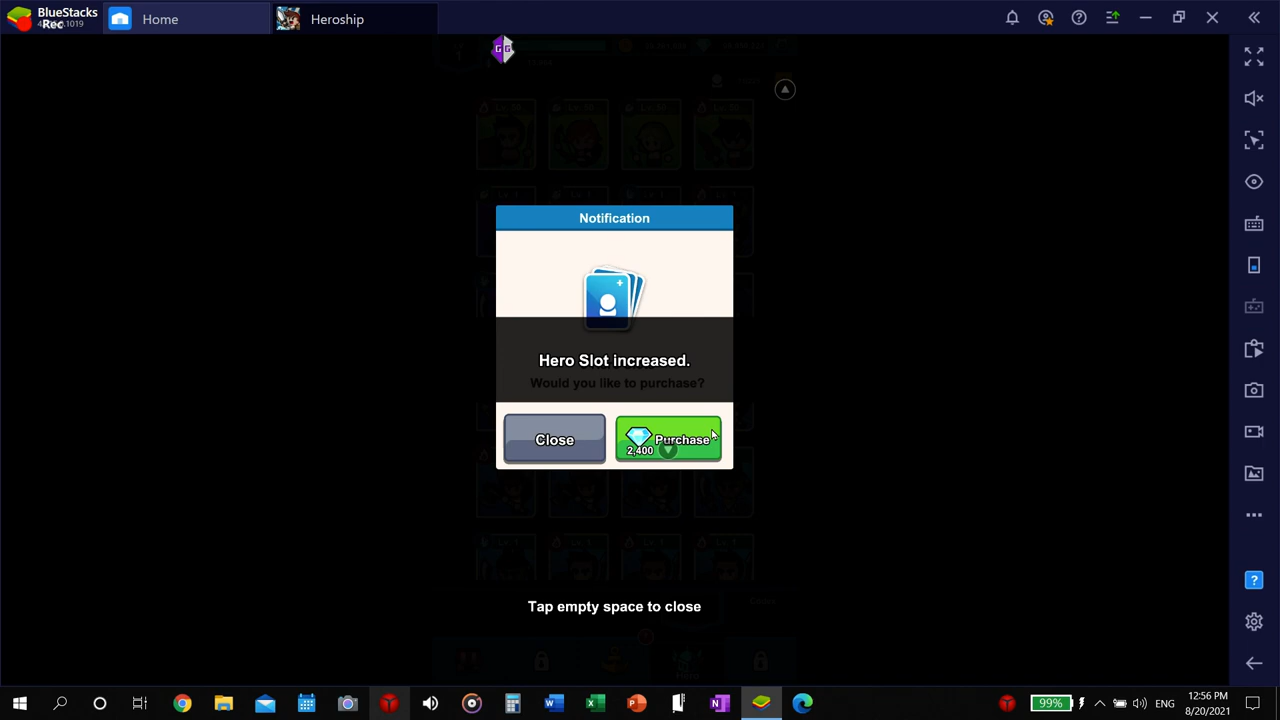 BlueStacks
Rec
Home
Heroship
Notification
Hero Slot increased.
Would you like to purchase?
Close
Purchase
2,400
Tap empty space to close
99%
ENG
12:56 PM
8/20/2021